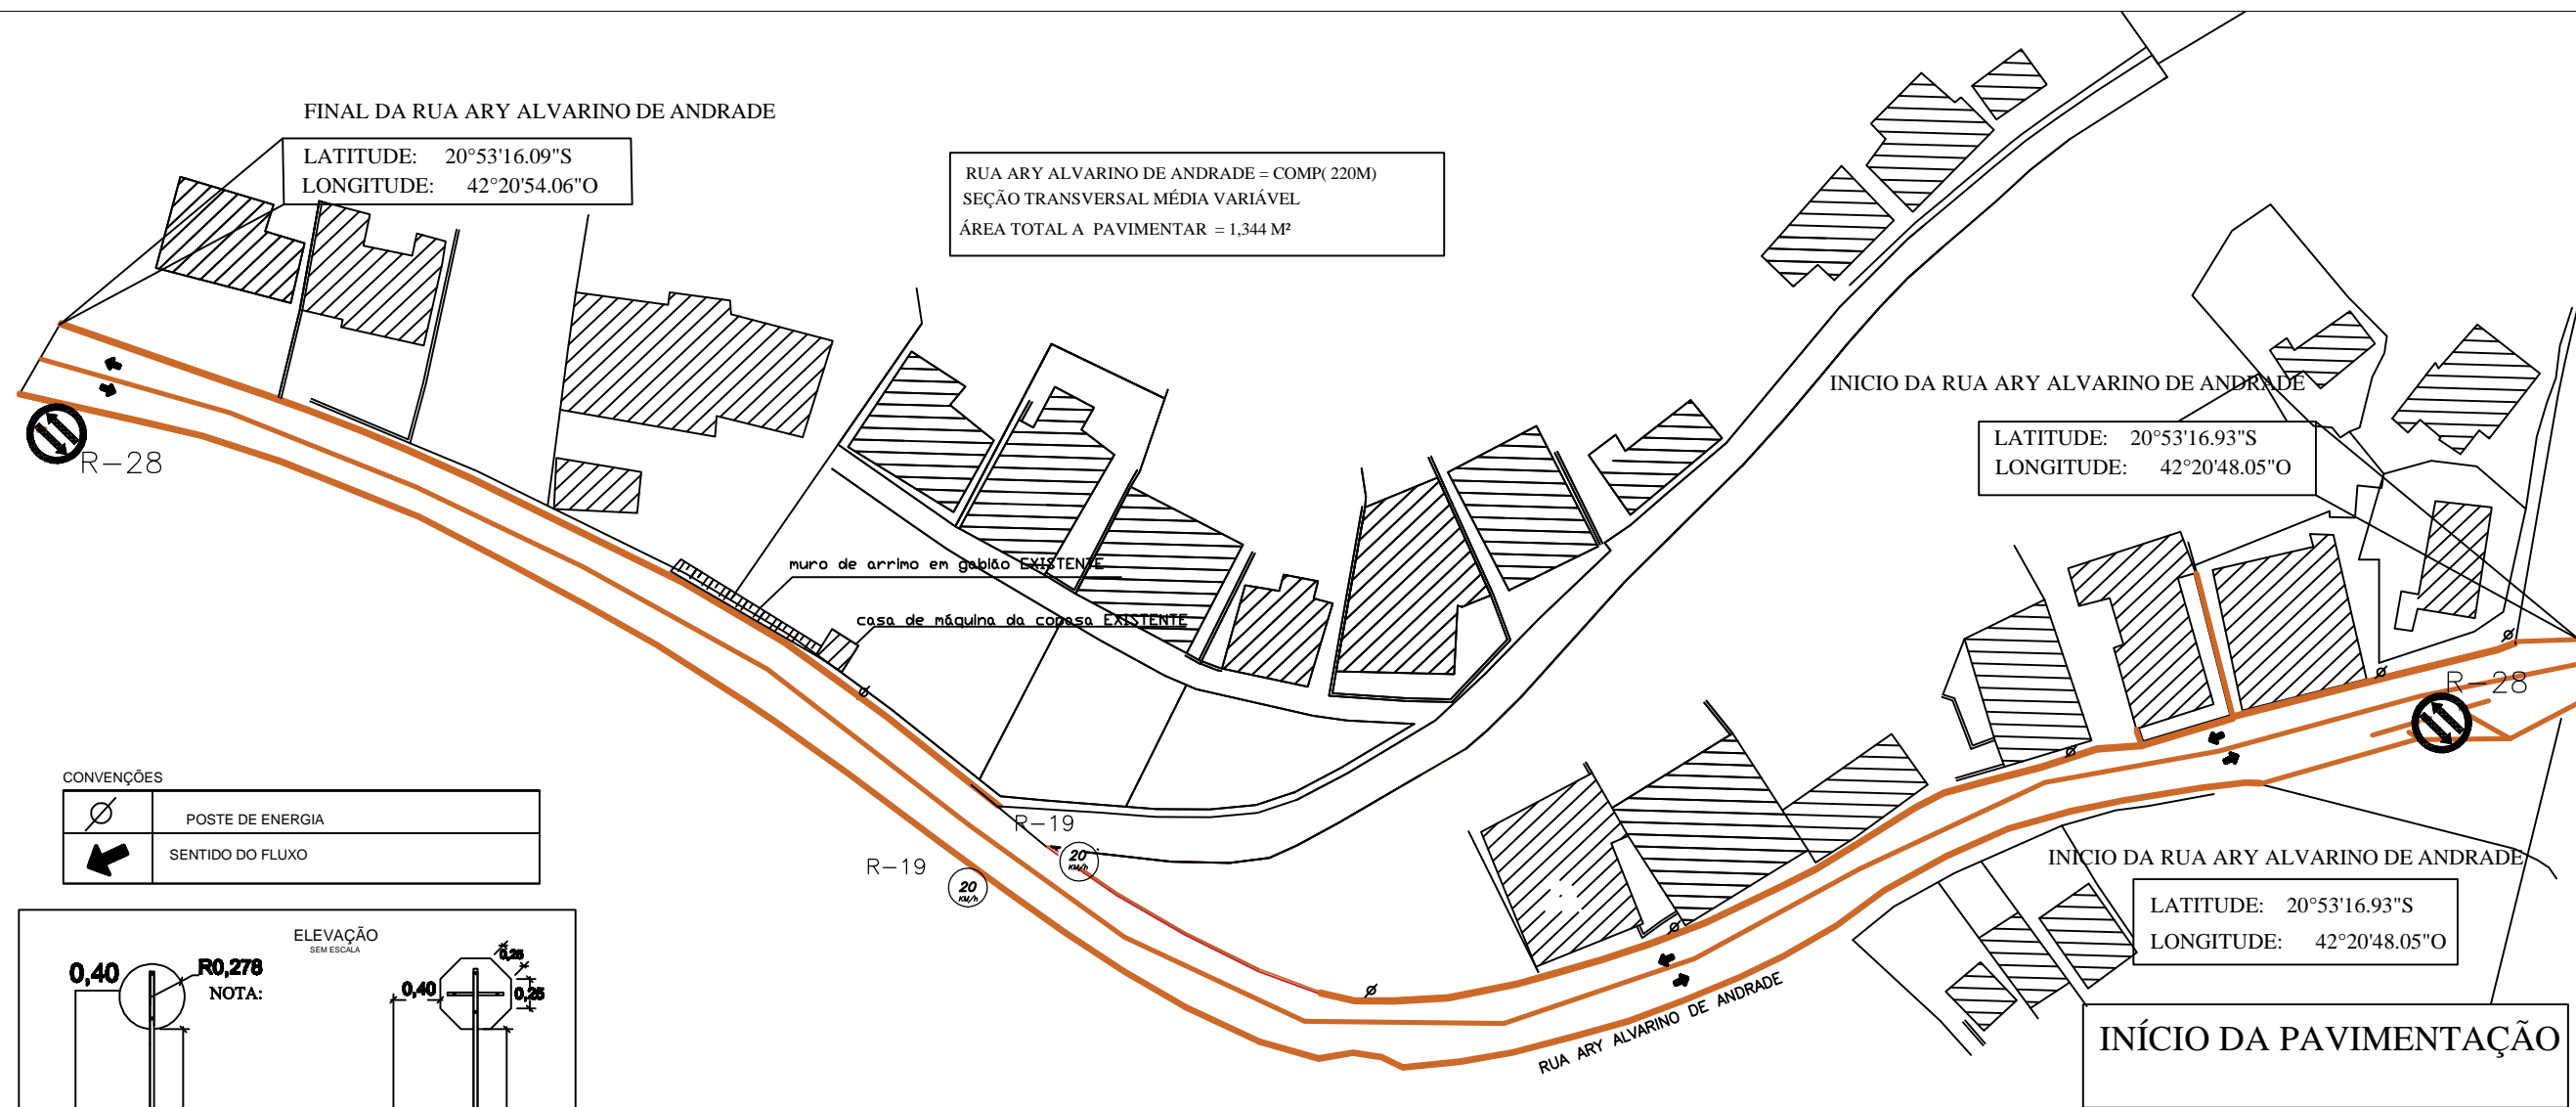 FINAL DA RUA ARY ALVARINO DE ANDRADE
LATITUDE: 20°53'16.09"S
LONGITUDE: 42°20'54.06"O
RUA ARY ALVARINO DE ANDRADE = COMP( 220M)
SEÇÃO TRANSVERSAL MÉDIA VARIÁVEL
ÁREA TOTAL A PAVIMENTAR = 1,344 M²
INICIO DA RUA ARY ALVARINO DE ANDRADE
LATITUDE: 20°53'16.93"S
LONGITUDE: 42°20'48.05"O
R-28
muro de arrimo em gabião EXISTENTE
casa de máquina da copasa EXISTENTE
R-28
CONVENÇÕES
POSTE DE ENERGIA
SENTIDO DO FLUXO
R-19
20
KM/h
R-19
20
KM/h
INICIO DA RUA ARY ALVARINO DE ANDRADE
LATITUDE: 20°53'16.93"S
LONGITUDE: 42°20'48.05"O
RUA ARY ALVARINO DE ANDRADE
INÍCIO DA PAVIMENTAÇÃO
ELEVAÇÃO
SEM ESCALA
0,40
R0,278
NOTA:
0,40
0,25
0,25